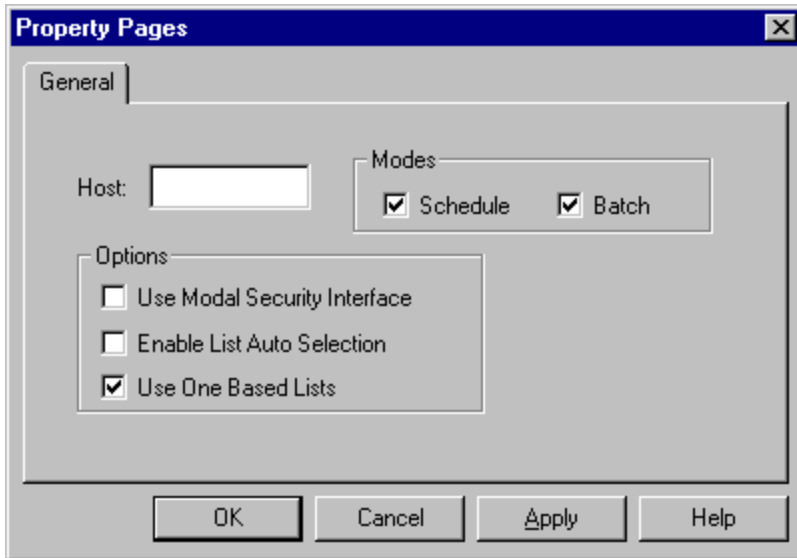 Property Pages
General
Host:
Modes
Schedule
Batch
Options
Use Modal Security Interface
Enable List Auto Selection
Use One Based Lists
OK Cancel Apply Help